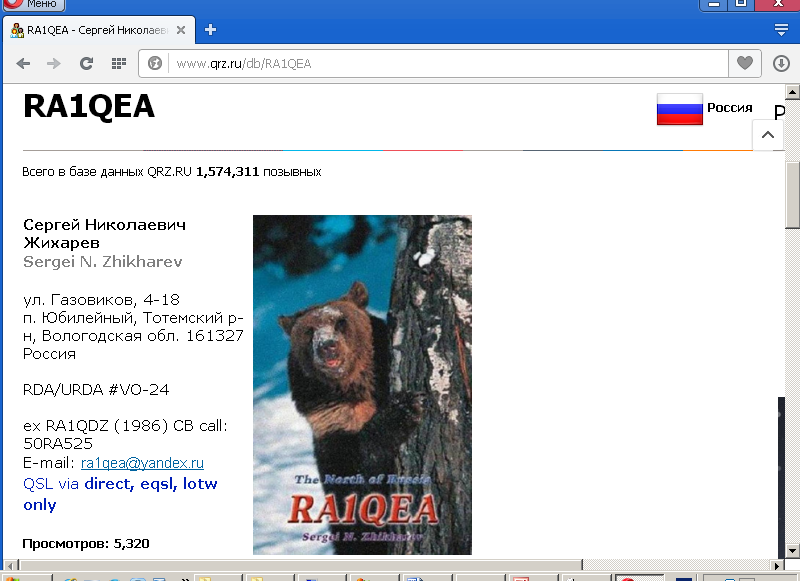 Меню
RA1QEA - Сергей Николаеви
www.qrz.ru/db/RA1QEA
RA1QEA
Россия
Р
Всего в базе данных QRZ.RU 1,574,311 позывных
Сергей Николаевич
Жихарев
Sergei N. Zhikharev
ул. Газовиков, 4-18
п. Юбилейный, Тотемский р-
н, Вологодская обл. 161327
Россия
RDA/URDA #VO-24
ex RA1QDZ (1986) CB call:
50RA525
E-mail: ra1qea@yandex.ru
QSL via direct, eqsl, lotw
only
The North of Russia
RA1QEA
Sergei N. Zhikharev
Просмотров: 5,320